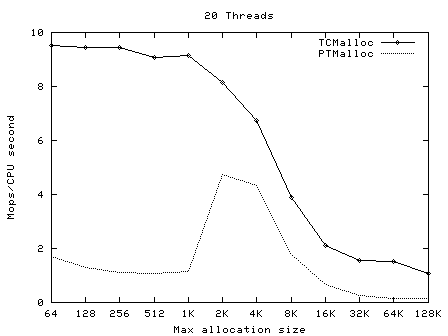 20 Threads
TCMalloc
PTMalloc
10
8
6
4
2
0
Mops/CPU second
64 128 256 512 1K 2K 4K 8K 16K 32K 64K 128K
Max allocation size